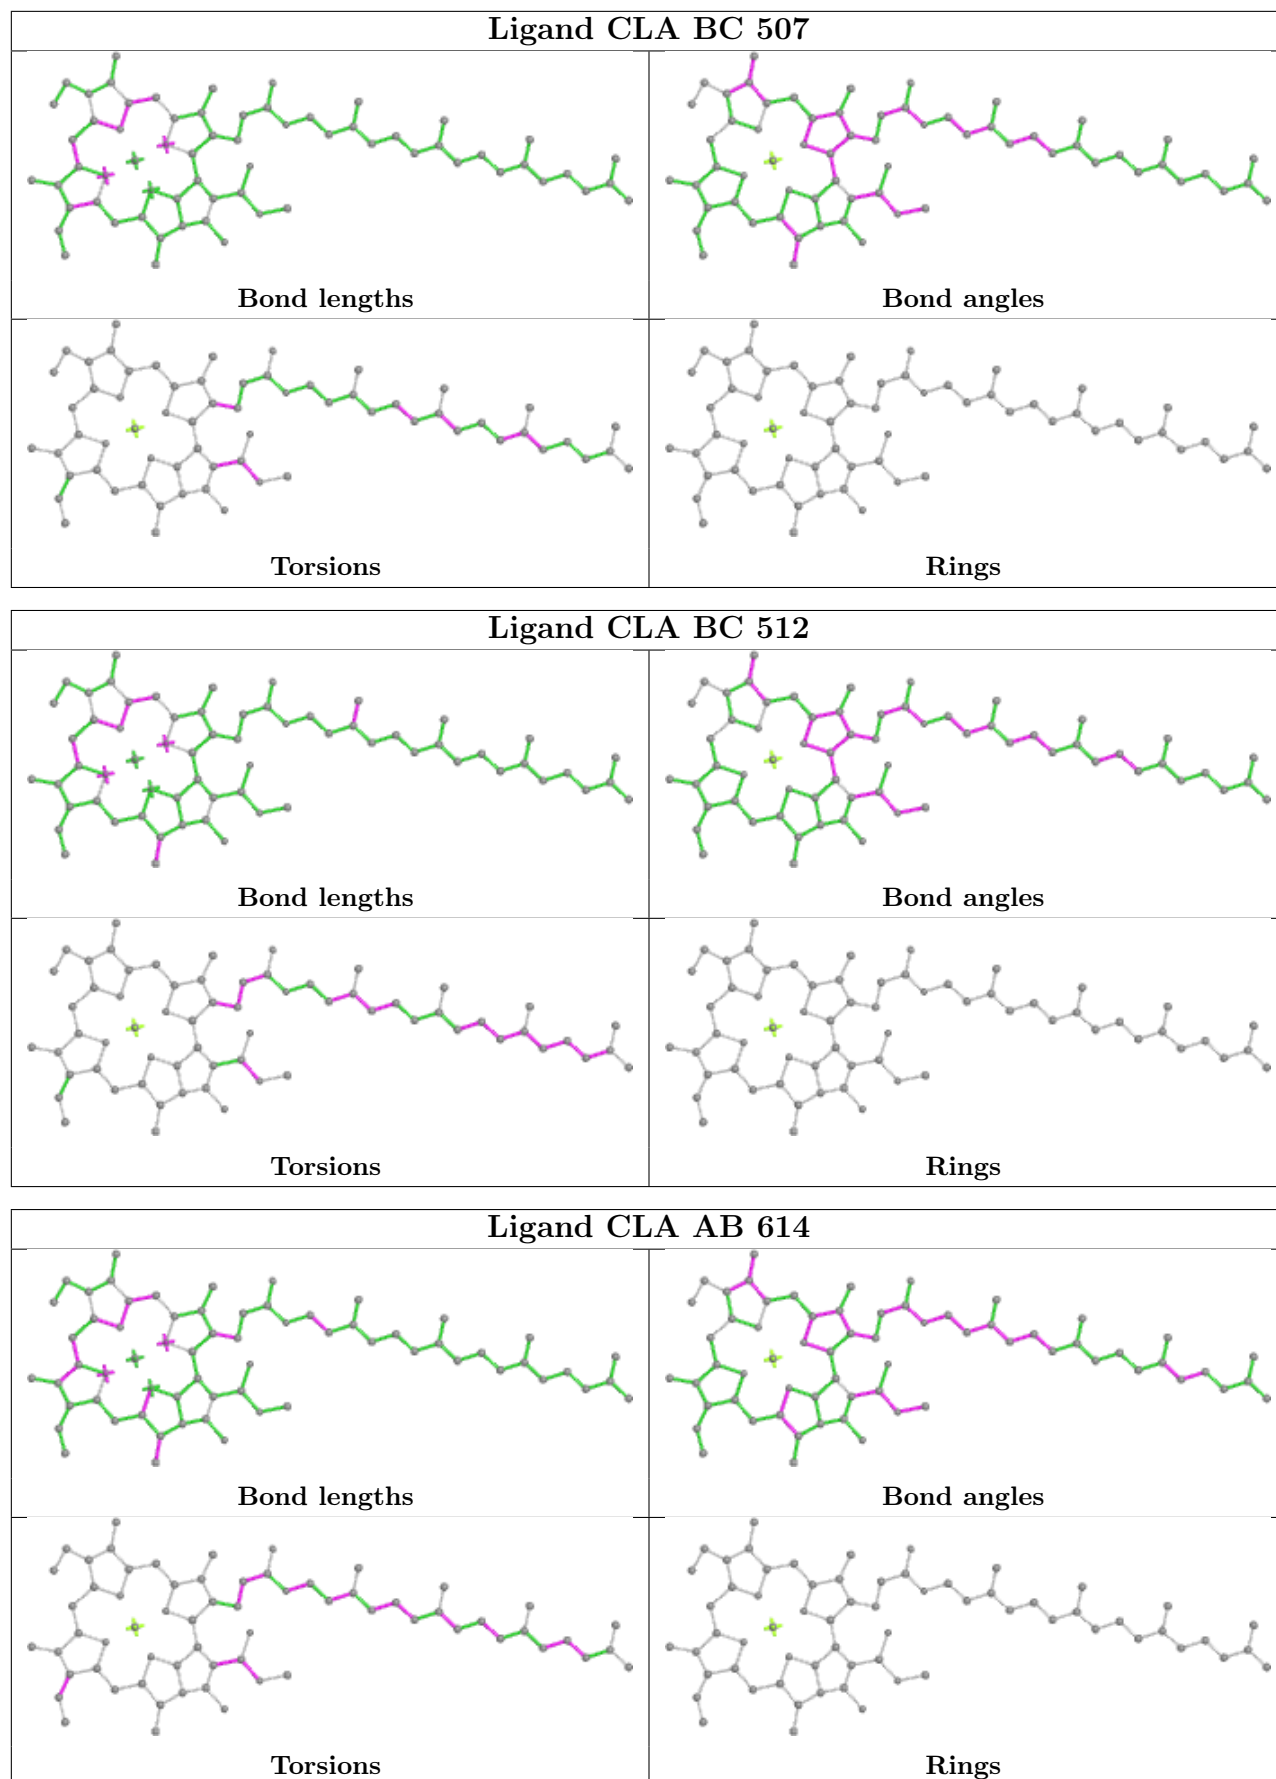 Ligand CLA BC 507
Bond lengths
Bond angles
Torsions
Rings
Ligand CLA BC 512
Bond lengths
Bond angles
Torsions
Rings
Ligand CLA AB 614
Bond lengths
Bond angles
Torsions
Rings